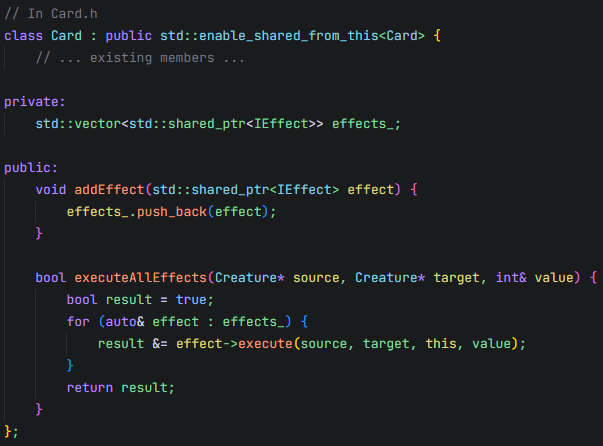 // In Card.h
class Card : public std::enable_shared_from_this<Card> {
    // ... existing members ...

private:
    std::vector<std::shared_ptr<IEffect>> effects_;

public:
    void addEffect(std::shared_ptr<IEffect> effect) {
        effects_.push_back(effect);
    }

    bool executeAllEffects(Creature* source, Creature* target, int& value) {
        bool result = true;
        for (auto& effect : effects_) {
            result &= effect->execute(source, target, this, value);
        }
        return result;
    }
};